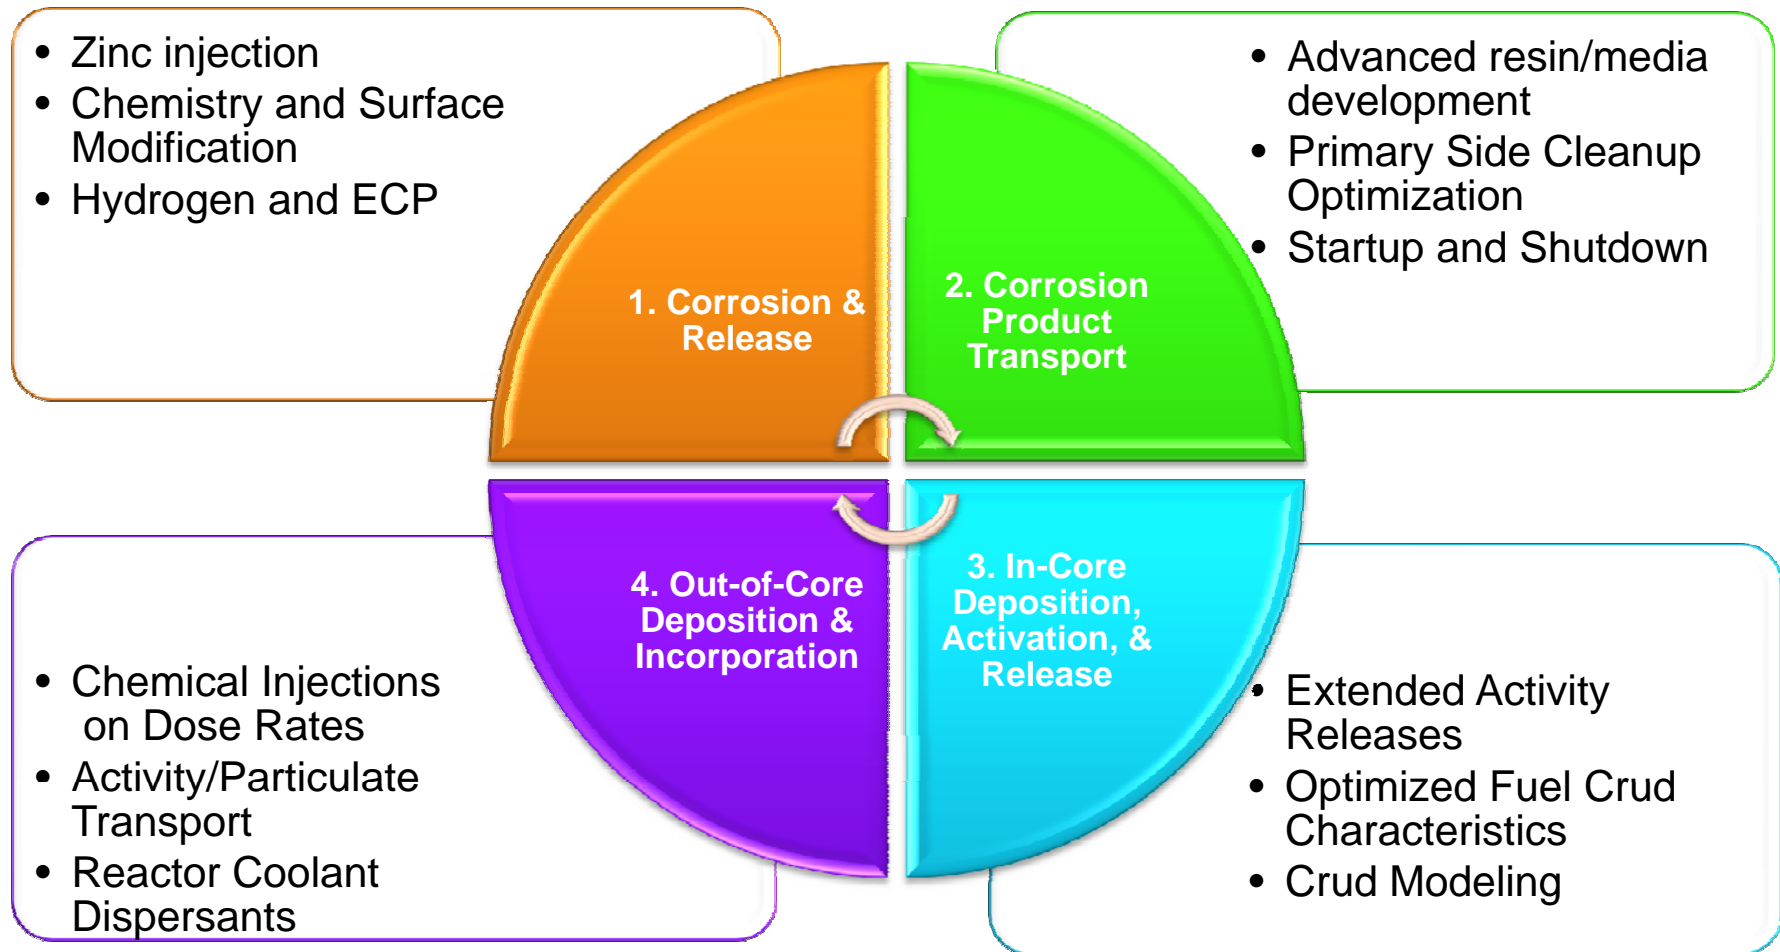 • Zinc injection
• Chemistry and Surface
Modification
• Hydrogen and ECP
• Advanced resin/media
development
• Primary Side Cleanup
Optimization
• Startup and Shutdown
1. Corrosion &
Release
2. Corrosion
Product
Transport
3. In-Core
Deposition,
Activation, &
Release
4. Out-of-Core
Deposition &
Incorporation
• Extended Activity
Releases
• Optimized Fuel Crud
Characteristics
• Crud Modeling
• Chemical Injections
on Dose Rates
• Activity/Particulate
Transport
• Reactor Coolant
Dispersants